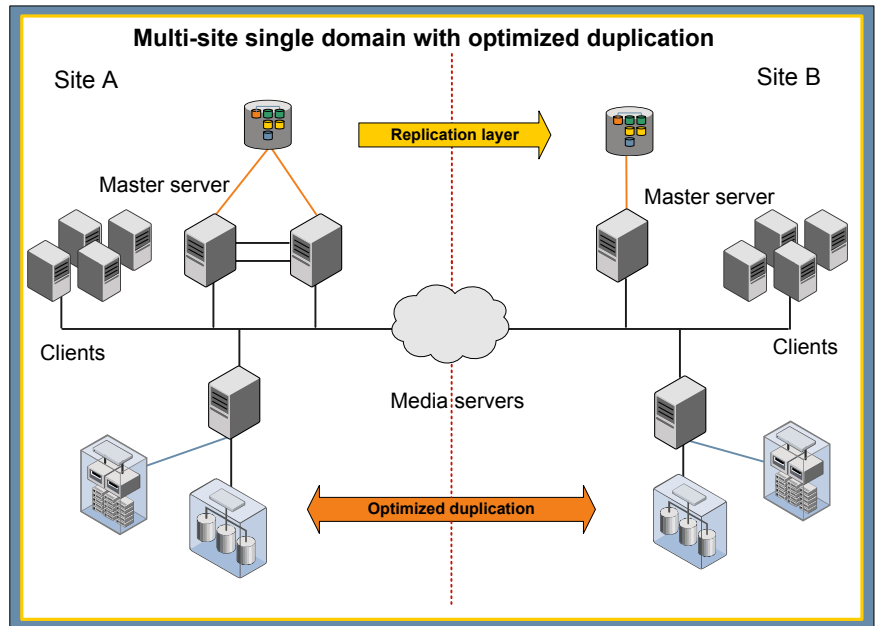 Multi-site single domain with optimized duplication
Site A
Site B
Replication layer
Master server
Master server
Clients
Clients
Media servers
Optimized duplication